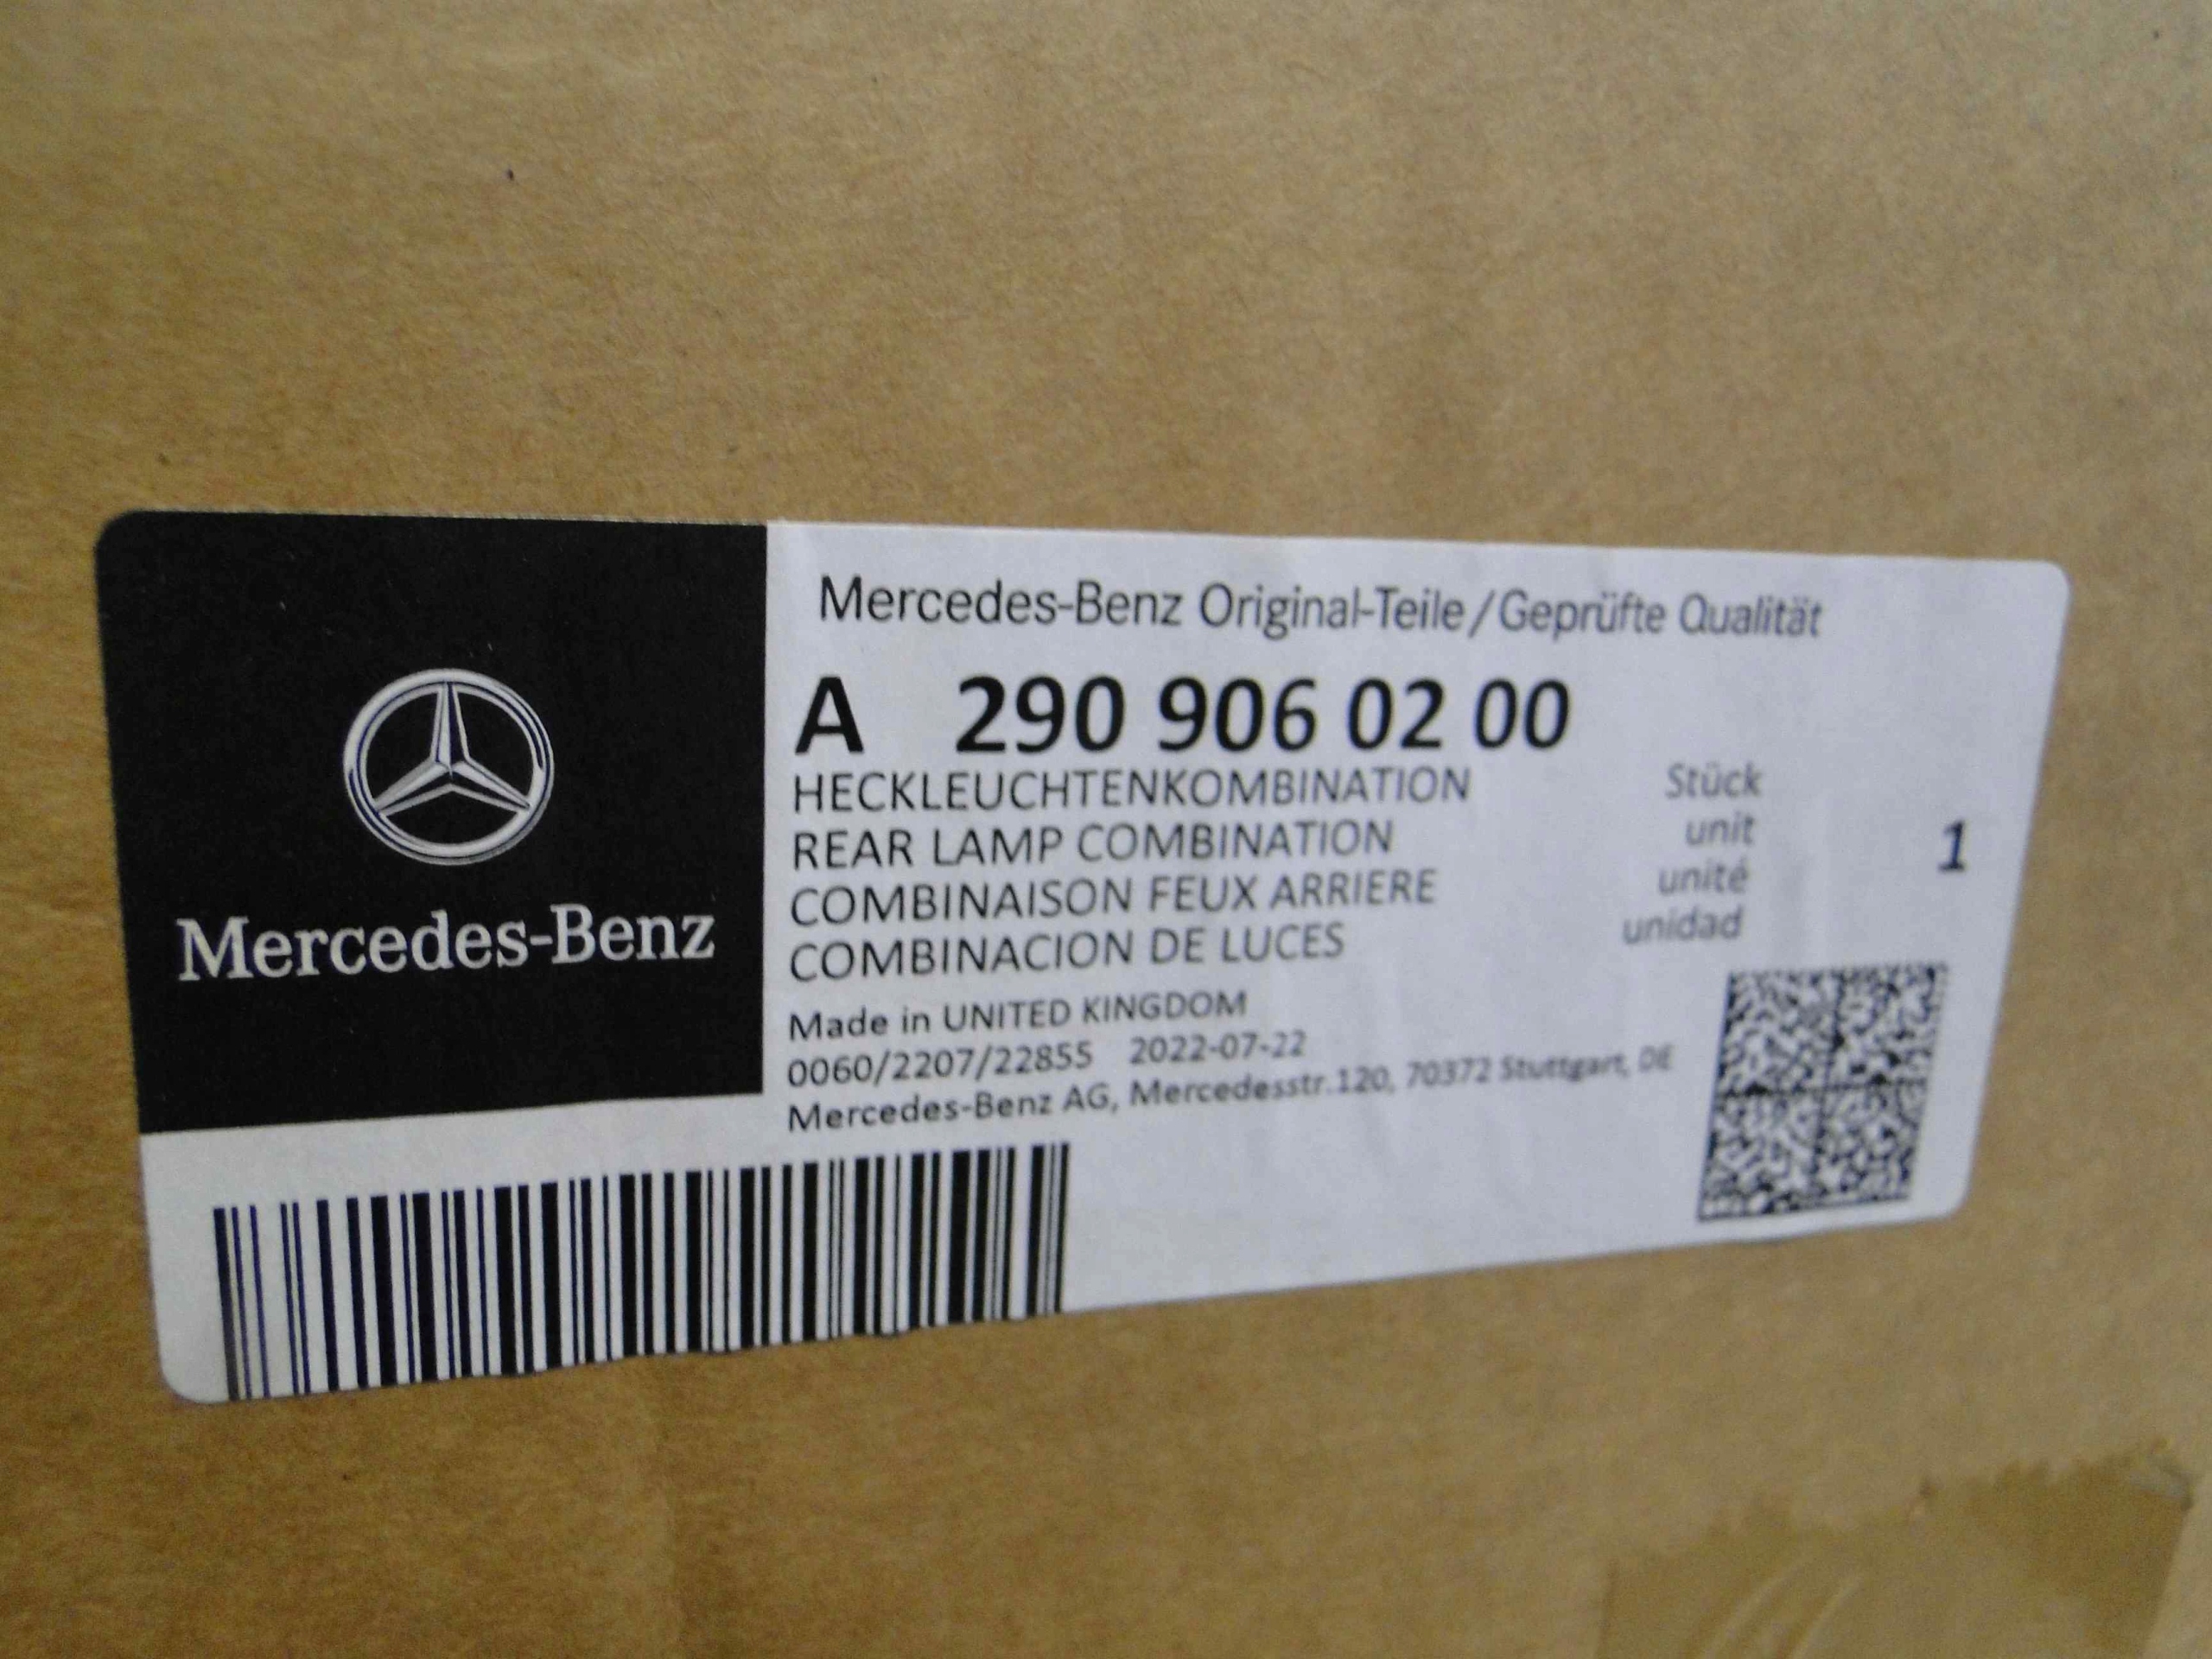 Mercedes-Benz
Mercedes-Benz Original-Teile/Geprüfte Qualität
A 290 906 02 00
HECKLEUCHTENKOMBINATION Stück
REAR LAMP COMBINATION unit 1
COMBINAISON FEUX ARRIERE unité
COMBINACION DE LUCES unidad
Made in UNITED KINGDOM
0060/2207/22855 2022-07-22
Mercedes-Benz AG, Mercedesstr.120, 70372 Stuttgart, DE